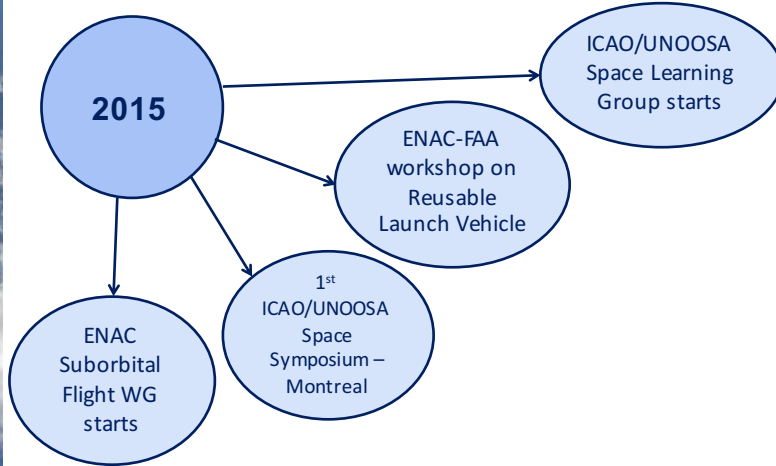 2015
ICAO/UNOOSA
Space Learning
Group starts
ENAC-FAA
workshop on
Reusable
Launch Vehicle
1st
ICAO/UNOOSA
Space
Symposium –
Montreal
ENAC
Suborbital
Flight WG
starts